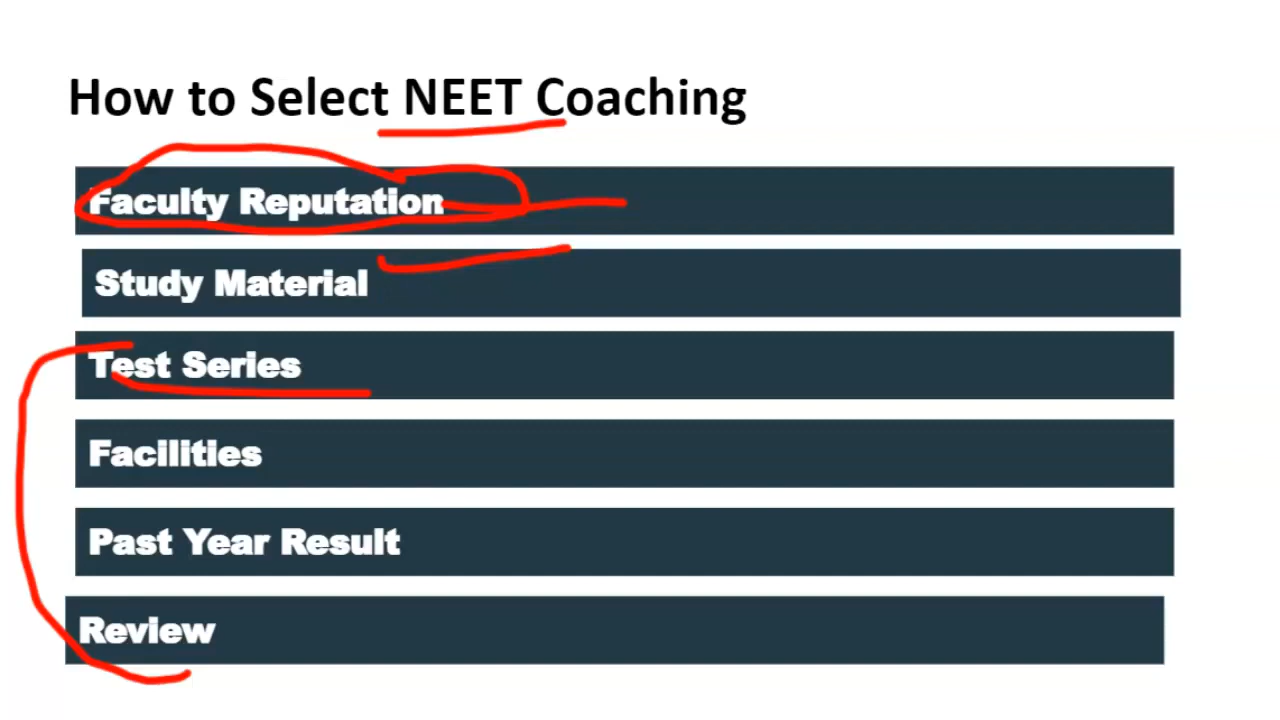 How to Select NEET Coaching
Faculty Reputation
Study Material
Test Series
Facilities
Past Year Result
Review